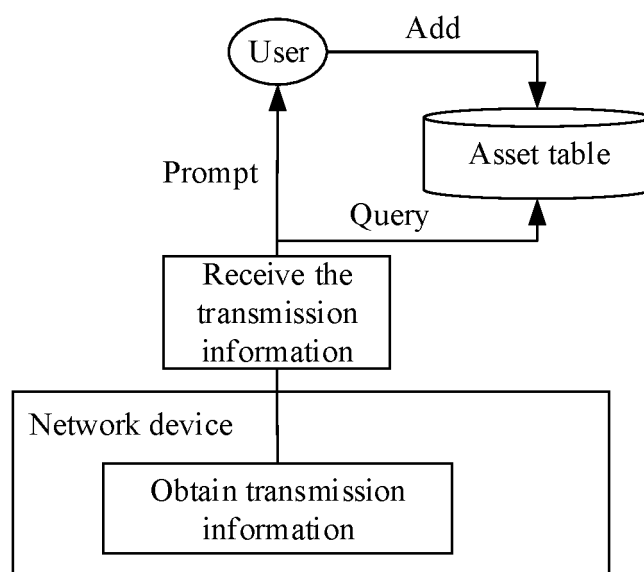 User
Add
Asset table
Prompt
Query
Receive the
transmission
information
Network device
Obtain transmission
information